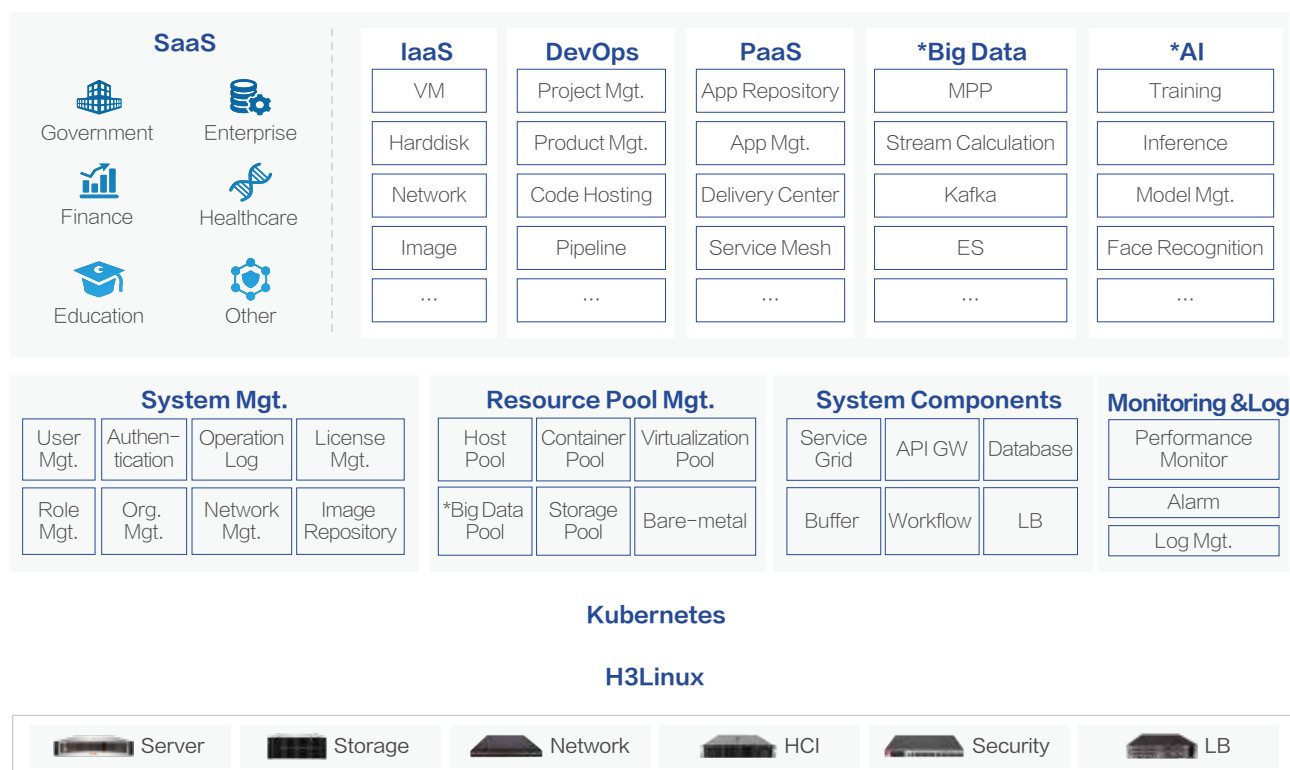 SaaS
Government
Enterprise
Finance
Healthcare
Education
Other
IaaS
VM
Harddisk
Network
Image
...
DevOps
Project Mgt.
Product Mgt.
Code Hosting
Pipeline
...
PaaS
App Repository
App Mgt.
Delivery Center
Service Mesh
...
*Big Data
MPP
Stream Calculation
Kafka
ES
...
*AI
Training
Inference
Model Mgt.
Face Recognition
...
System Mgt.
User
Mgt.
Authen-
tication
Operation
Log
License
Mgt.
Role
Mgt.
Org.
Mgt.
Network
Mgt.
Image
Repository
Resource Pool Mgt.
Host
Pool
Container
Pool
Virtualization
Pool
*Big Data
Pool
Storage
Pool
Bare-metal
System Components
Service
Grid
API GW
Database
Buffer
Workflow
LB
Monitoring &Log
Performance
Monitor
Alarm
Log Mgt.
Kubernetes
H3Linux
Server
Storage
Network
HCI
Security
LB